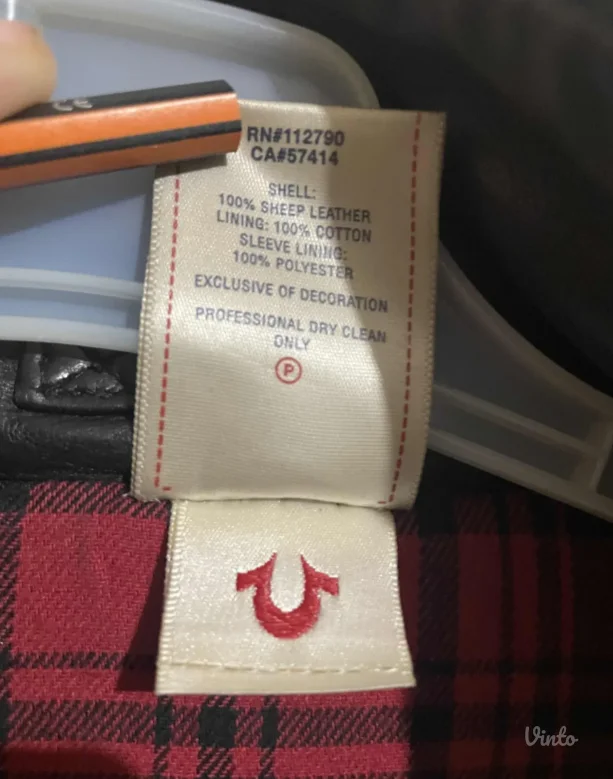 RN#112790
CA#57414
SHELL:
100% SHEEP LEATHER
LINING: 100% COTTON
SLEEVE LINING:
100% POLYESTER
EXCLUSIVE OF DECORATION
PROFESSIONAL DRY CLEAN
ONLY
P
Vinto